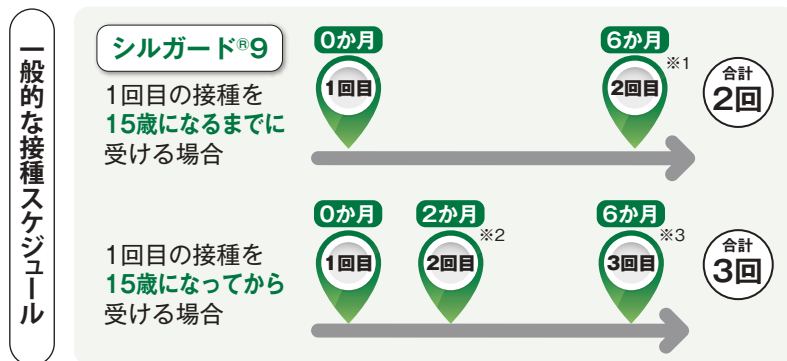 一般的な接種スケジュール
シルガード®9
1回目の接種を
15歳になるまでに
受ける場合
0か月
1回目
6か月
※1
2回目
合計
2回
1回目の接種を
15歳になってから
受ける場合
0か月
1回目
2か月
※2
2回目
6か月
※3
3回目
合計
3回